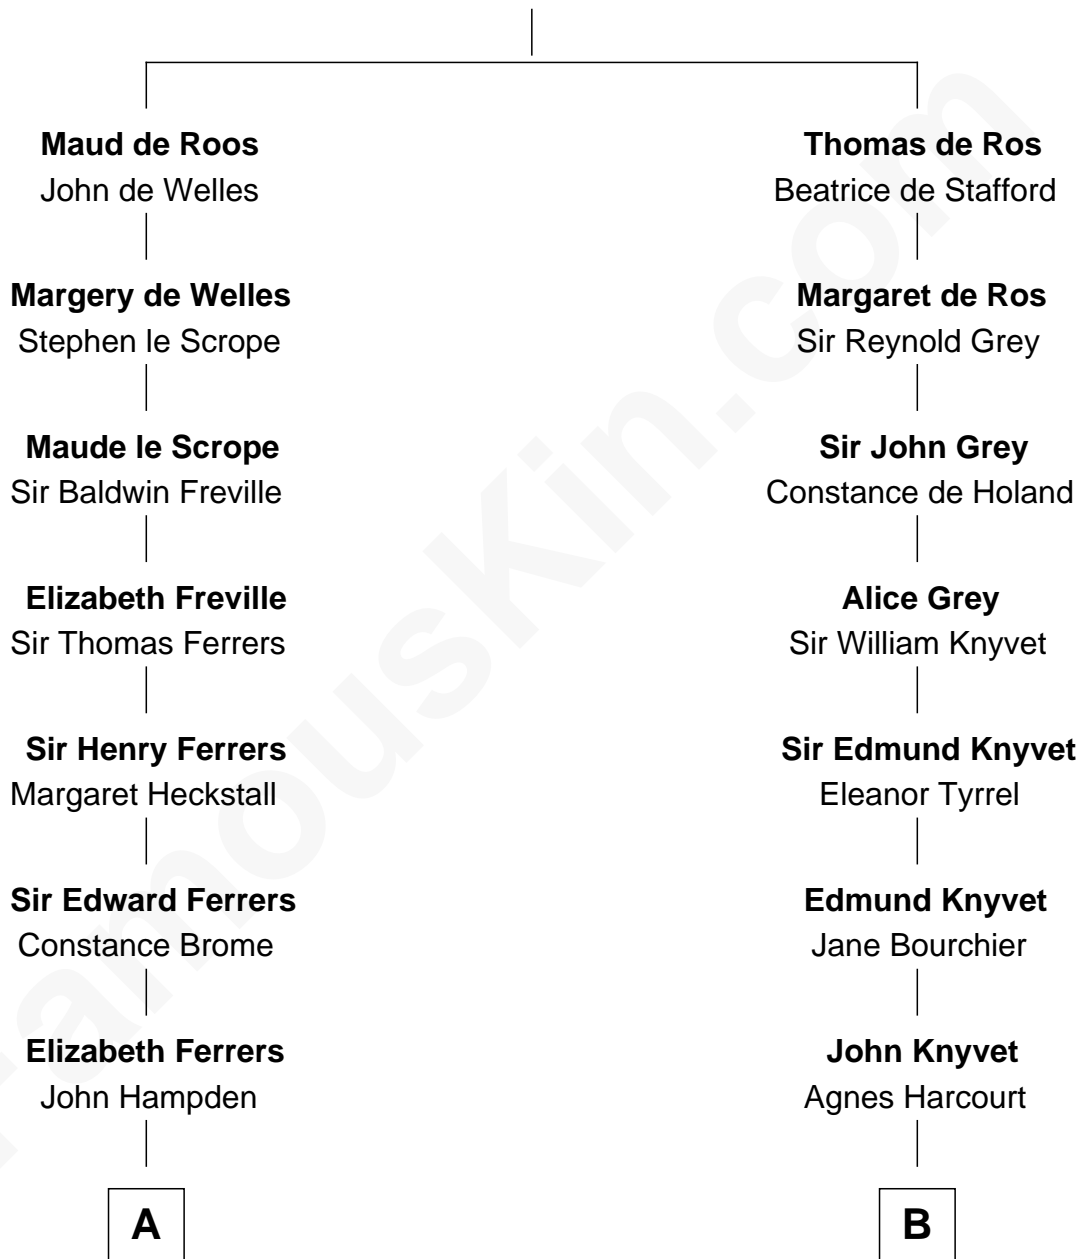 Maud de Roos
John de Welles
Thomas de Ros
Beatrice de Stafford
Margery de Welles
Stephen le Scrope
Margaret de Ros
Sir Reynold Grey
Maude le Scrope
Sir Baldwin Freville
Sir John Grey
Constance de Holand
Elizabeth Freville
Sir Thomas Ferrers
Alice Grey
Sir William Knyvet
Sir Henry Ferrers
Margaret Heckstall
Sir Edmund Knyvet
Eleanor Tyrrel
Sir Edward Ferrers
Constance Brome
Edmund Knyvet
Jane Bourchier
Elizabeth Ferrers
John Hampden
John Knyvet
Agnes Harcourt
A
B
FamousKin.com